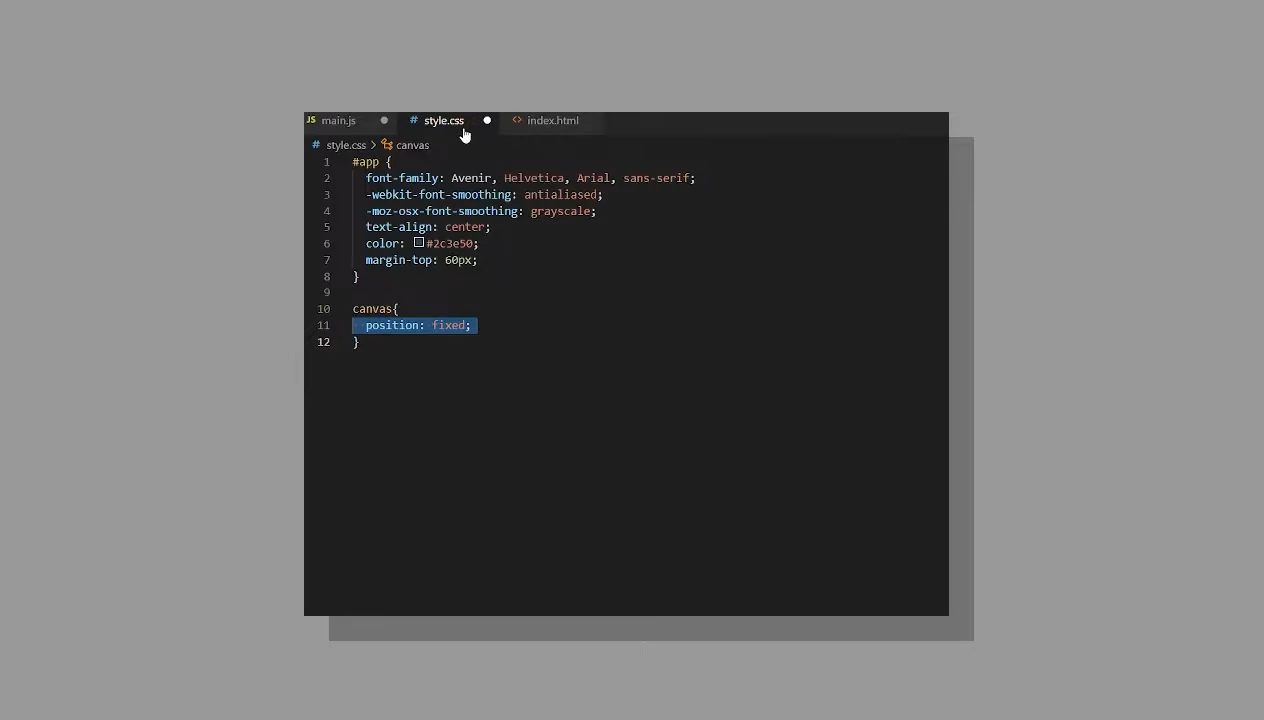 JS main.js # style.css <> index.html
# style.css > canvas
1 #app {
2 font-family: Avenir, Helvetica, Arial, sans-serif;
3 -webkit-font-smoothing: antialiased;
4 -moz-osx-font-smoothing: grayscale;
5 text-align: center;
6 color: #2c3e50;
7 margin-top: 60px;
8 }
9
10 canvas{
11 position: fixed;
12 }